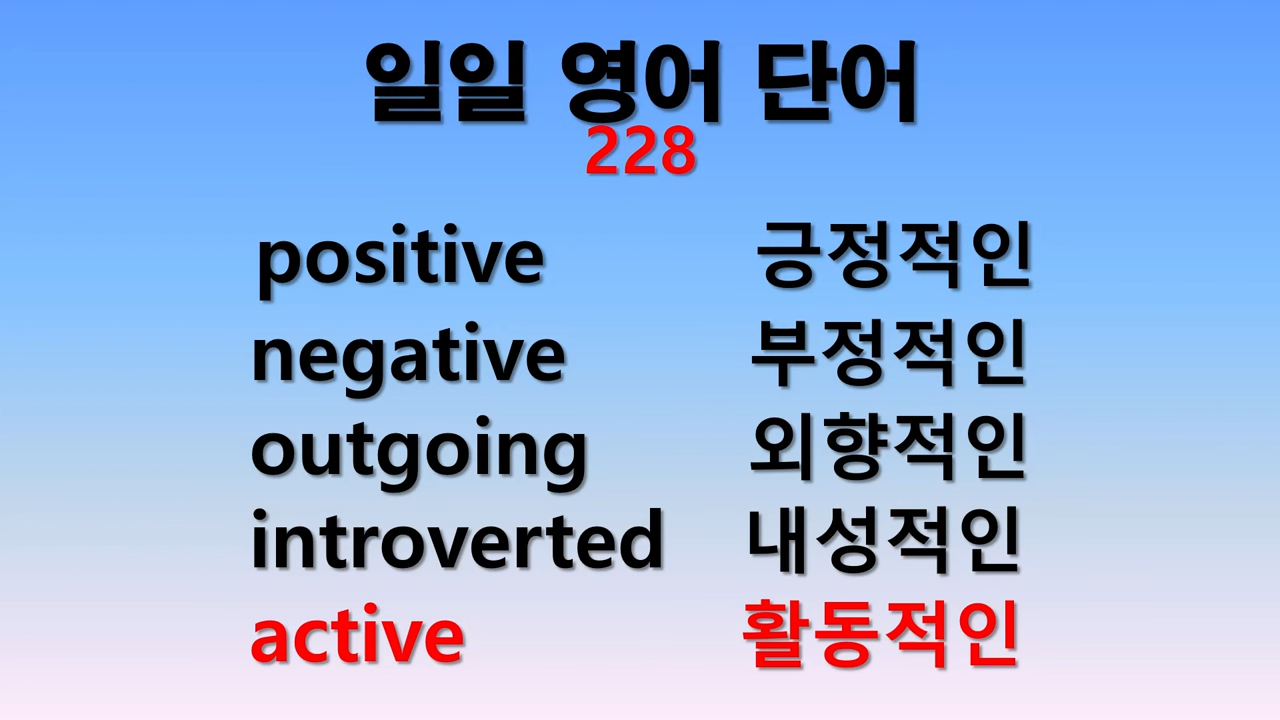 일일 영어 단어
228
positive 긍정적인
negative 부정적인
outgoing 외향적인
introverted 내성적인
active 활동적인